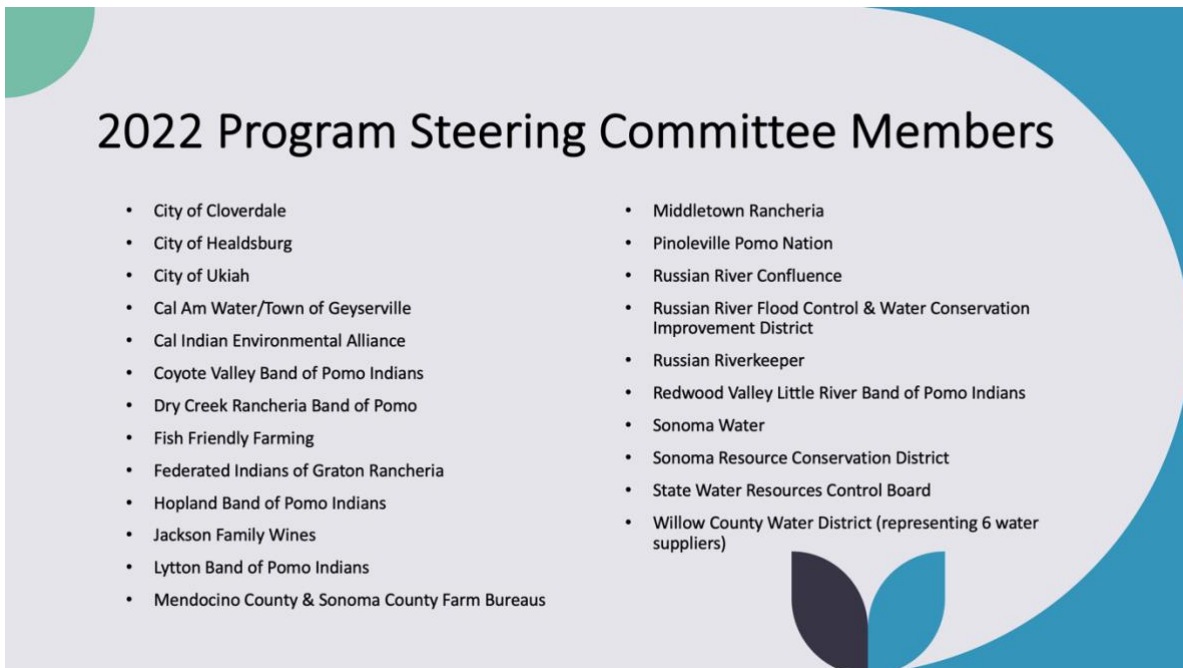 2022 Program Steering Committee Members
• City of Cloverdale
• City of Healdsburg
• City of Ukiah
• Cal Am Water/Town of Geyserville
• Cal Indian Environmental Alliance
• Coyote Valley Band of Pomo Indians
• Dry Creek Rancheria Band of Pomo
• Fish Friendly Farming
• Federated Indians of Graton Rancheria
• Hopland Band of Pomo Indians
• Jackson Family Wines
• Lytton Band of Pomo Indians
• Mendocino County & Sonoma County Farm Bureaus
• Middletown Rancheria
• Pinoleville Pomo Nation
• Russian River Confluence
• Russian River Flood Control & Water Conservation
Improvement District
• Russian Riverkeeper
• Redwood Valley Little River Band of Pomo Indians
• Sonoma Water
• Sonoma Resource Conservation District
• State Water Resources Control Board
• Willow County Water District (representing 6 water
suppliers)